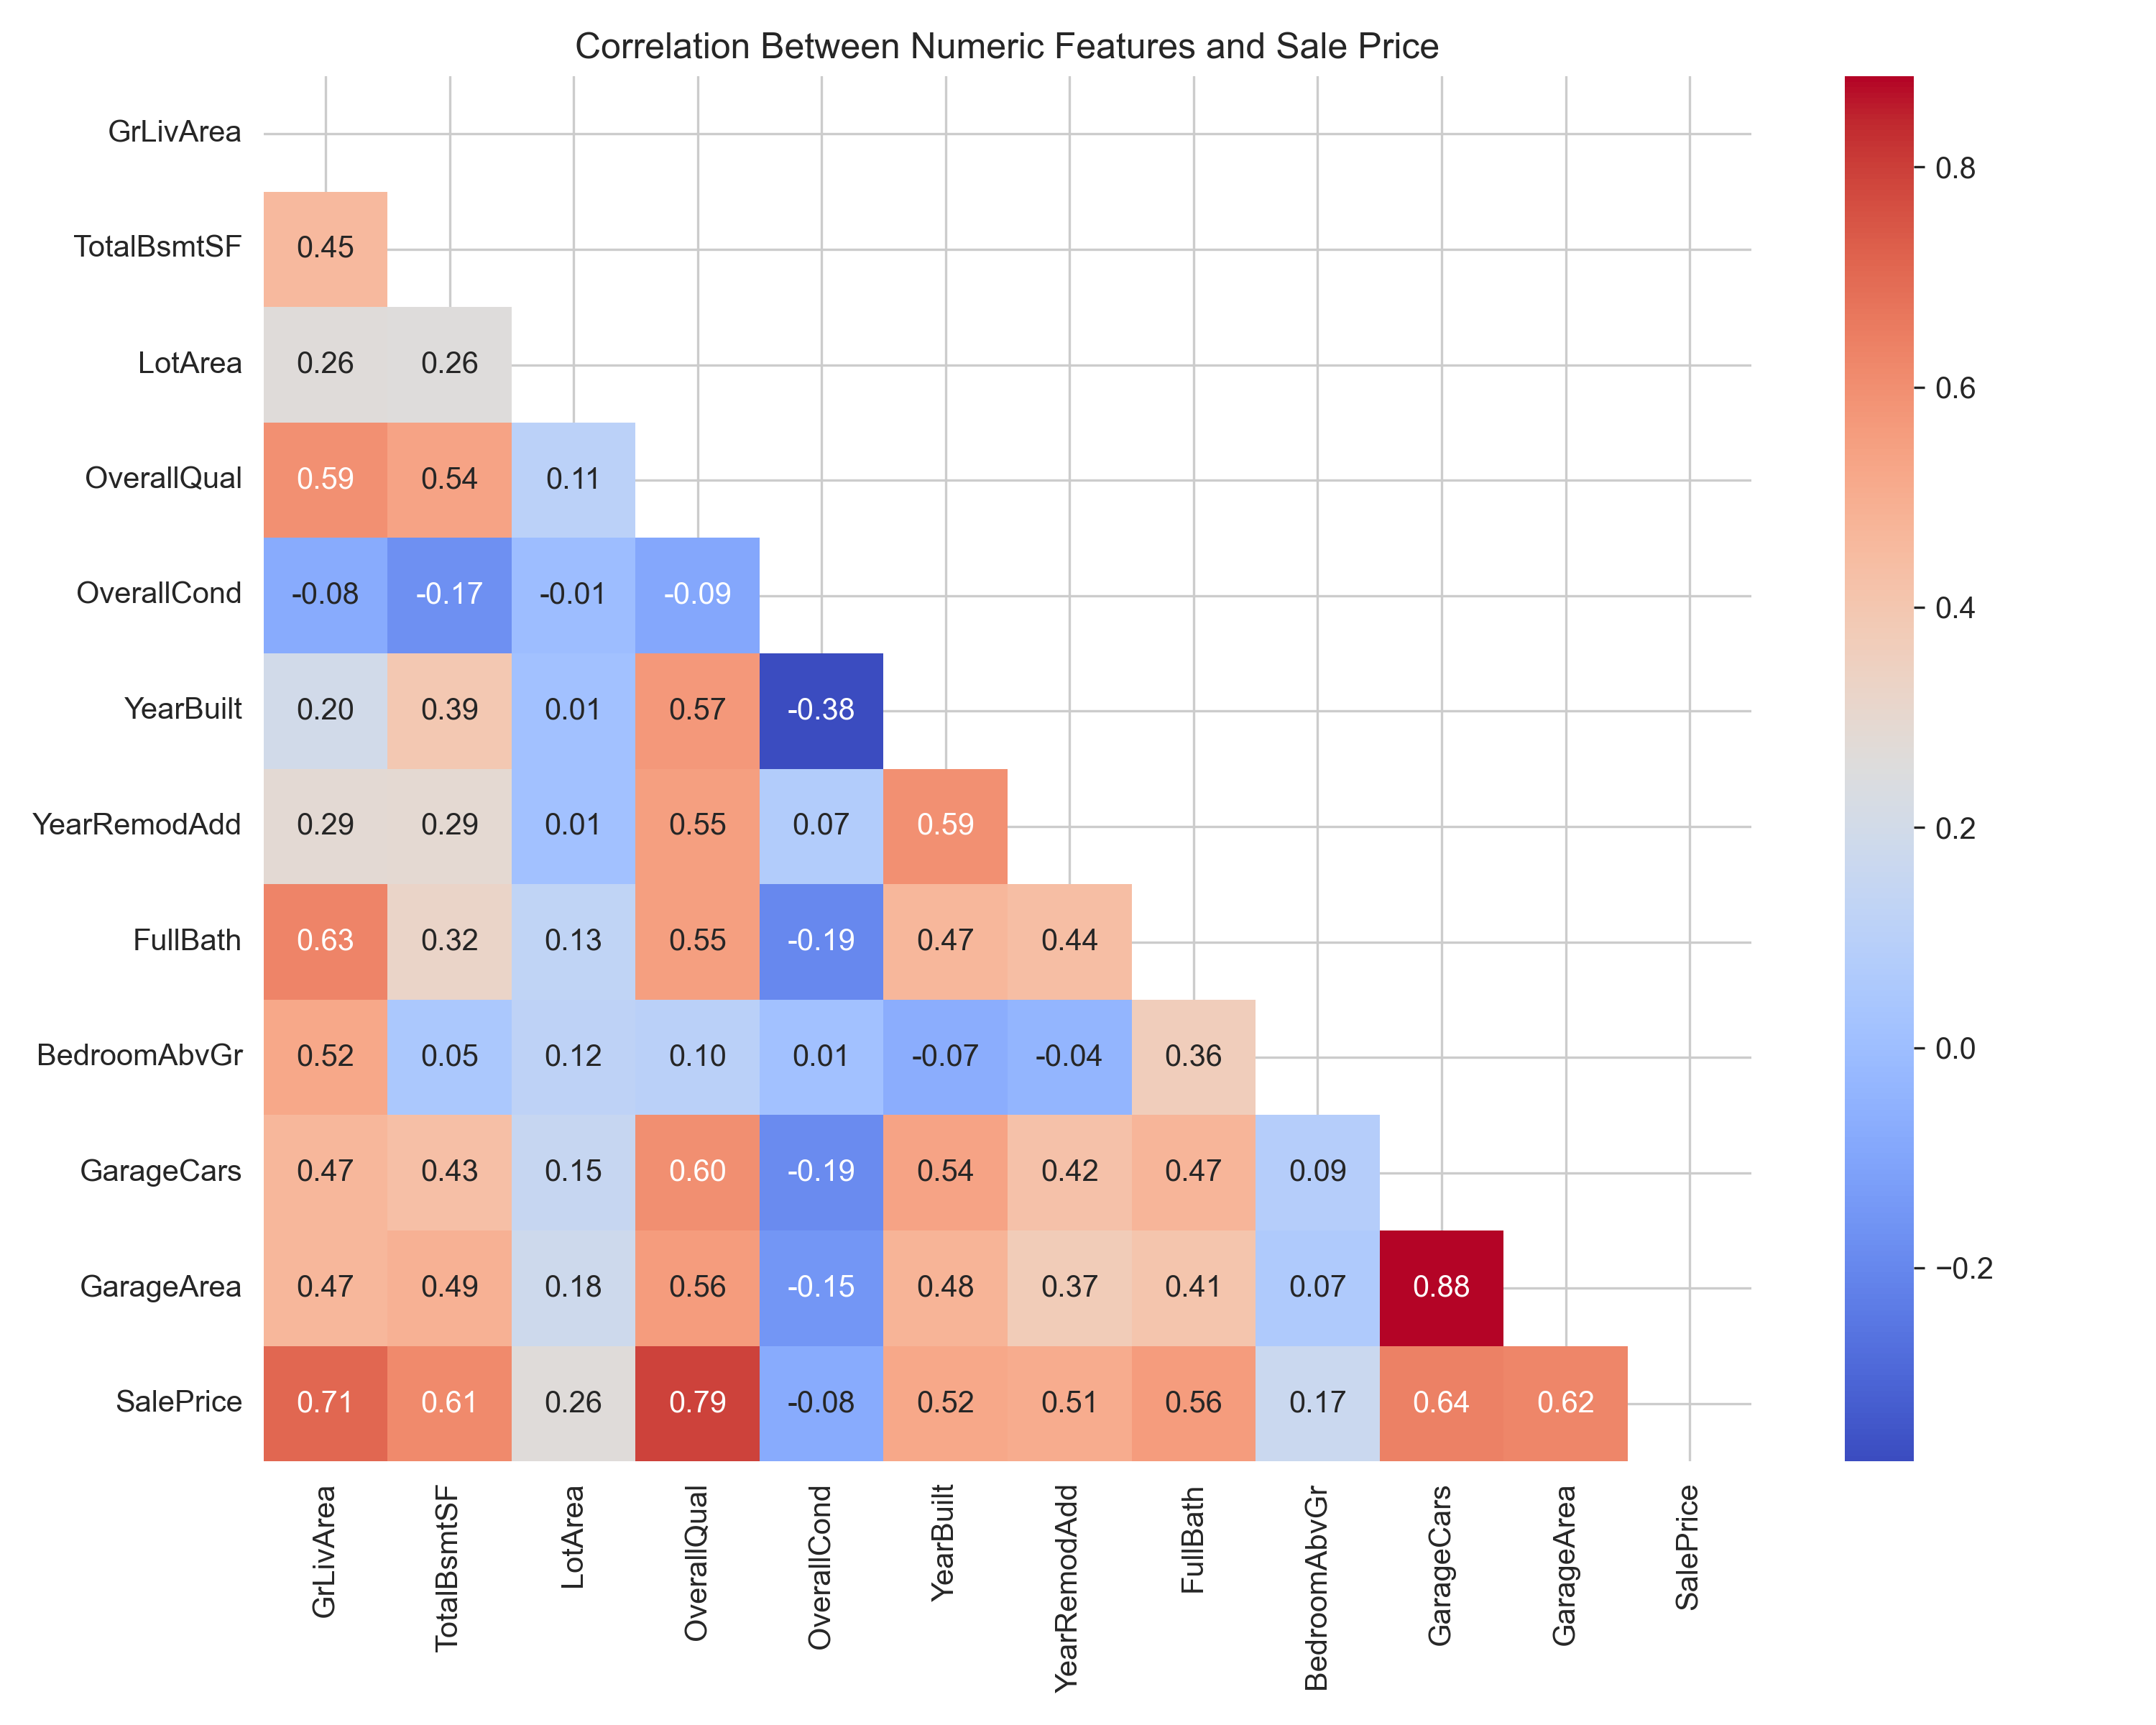 Correlation Between Numeric Features and Sale Price
GrLivArea
TotalBsmtSF 0.45
LotArea 0.26 0.26
OverallQual 0.59 0.54 0.11
OverallCond -0.08 -0.17 -0.01 -0.09
YearBuilt 0.20 0.39 0.01 0.57 -0.38
YearRemodAdd 0.29 0.29 0.01 0.55 0.07 0.59
FullBath 0.63 0.32 0.13 0.55 -0.19 0.47 0.44
BedroomAbvGr 0.52 0.05 0.12 0.10 0.01 -0.07 -0.04 0.36
GarageCars 0.47 0.43 0.15 0.60 -0.19 0.54 0.42 0.47 0.09
GarageArea 0.47 0.49 0.18 0.56 -0.15 0.48 0.37 0.41 0.07 0.88
SalePrice 0.71 0.61 0.26 0.79 -0.08 0.52 0.51 0.56 0.17 0.64 0.62
GrLivArea
TotalBsmtSF
LotArea
OverallQual
OverallCond
YearBuilt
YearRemodAdd
FullBath
BedroomAbvGr
GarageCars
GarageArea
SalePrice
0.8
0.6
0.4
0.2
0.0
−0.2